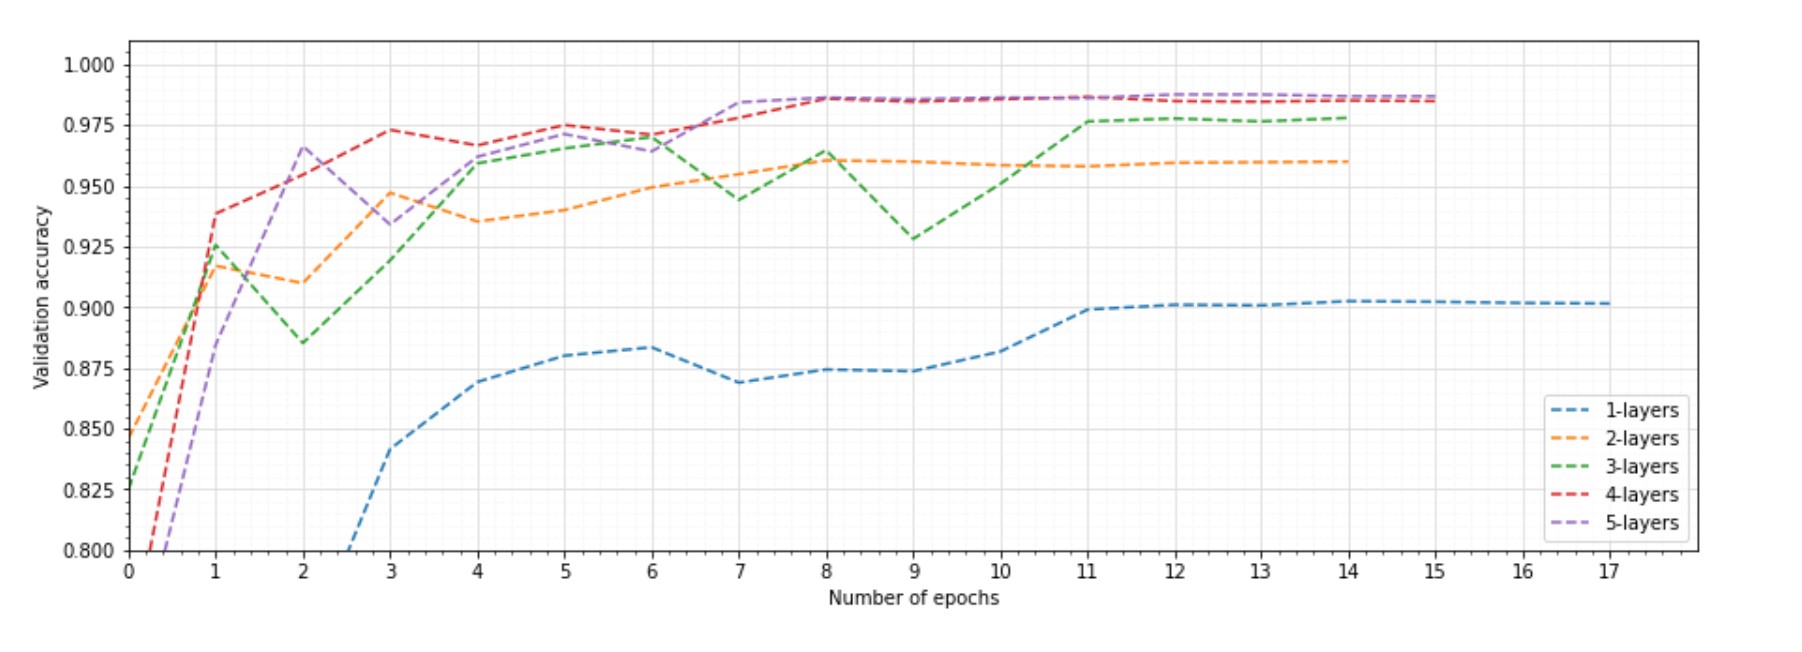 1.000
0.975
0.950
0.925
0.900
0.875
0.850
0.825
0.800
Validation accuracy
0 1 2 3 4 5 6 7 8 9 10 11 12 13 14 15 16 17
Number of epochs
1-layers
2-layers
3-layers
4-layers
5-layers